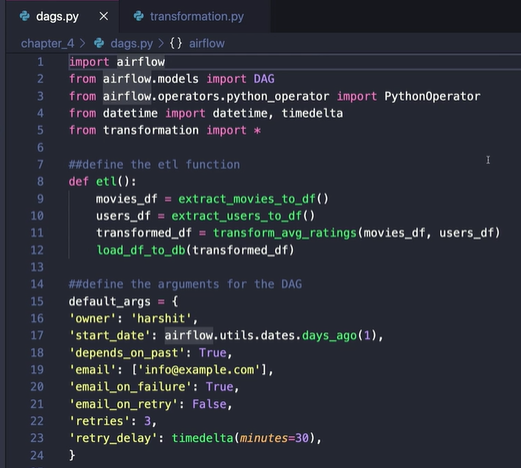 dags.py × transformation.py
chapter_4 > dags.py > {} airflow
1 import airflow
2 from airflow.models import DAG
3 from airflow.operators.python_operator import PythonOperator
4 from datetime import datetime, timedelta
5 from transformation import *
6
7 ##define the etl function
8 def etl():
9     movies_df = extract_movies_to_df()
10     users_df = extract_users_to_df()
11     transformed_df = transform_avg_ratings(movies_df, users_df)
12     load_df_to_db(transformed_df)
13
14 ##define the arguments for the DAG
15 default_args = {
16 'owner': 'harshit',
17 'start_date': airflow.utils.dates.days_ago(1),
18 'depends_on_past': True,
19 'email': ['info@example.com'],
20 'email_on_failure': True,
21 'email_on_retry': False,
22 'retries': 3,
23 'retry_delay': timedelta(minutes=30),
24 }